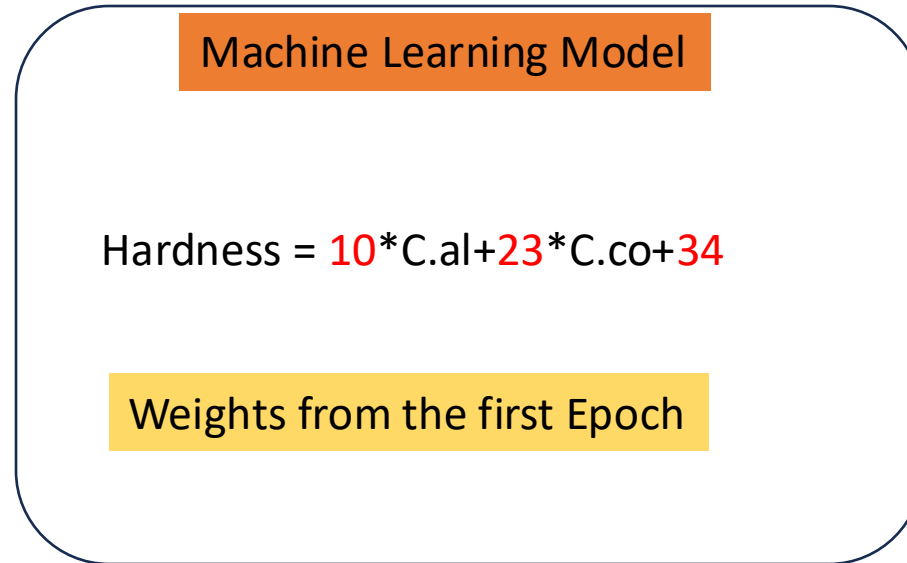 Machine Learning Model
Hardness = 10*C.al+23*C.co+34
Weights from the first Epoch